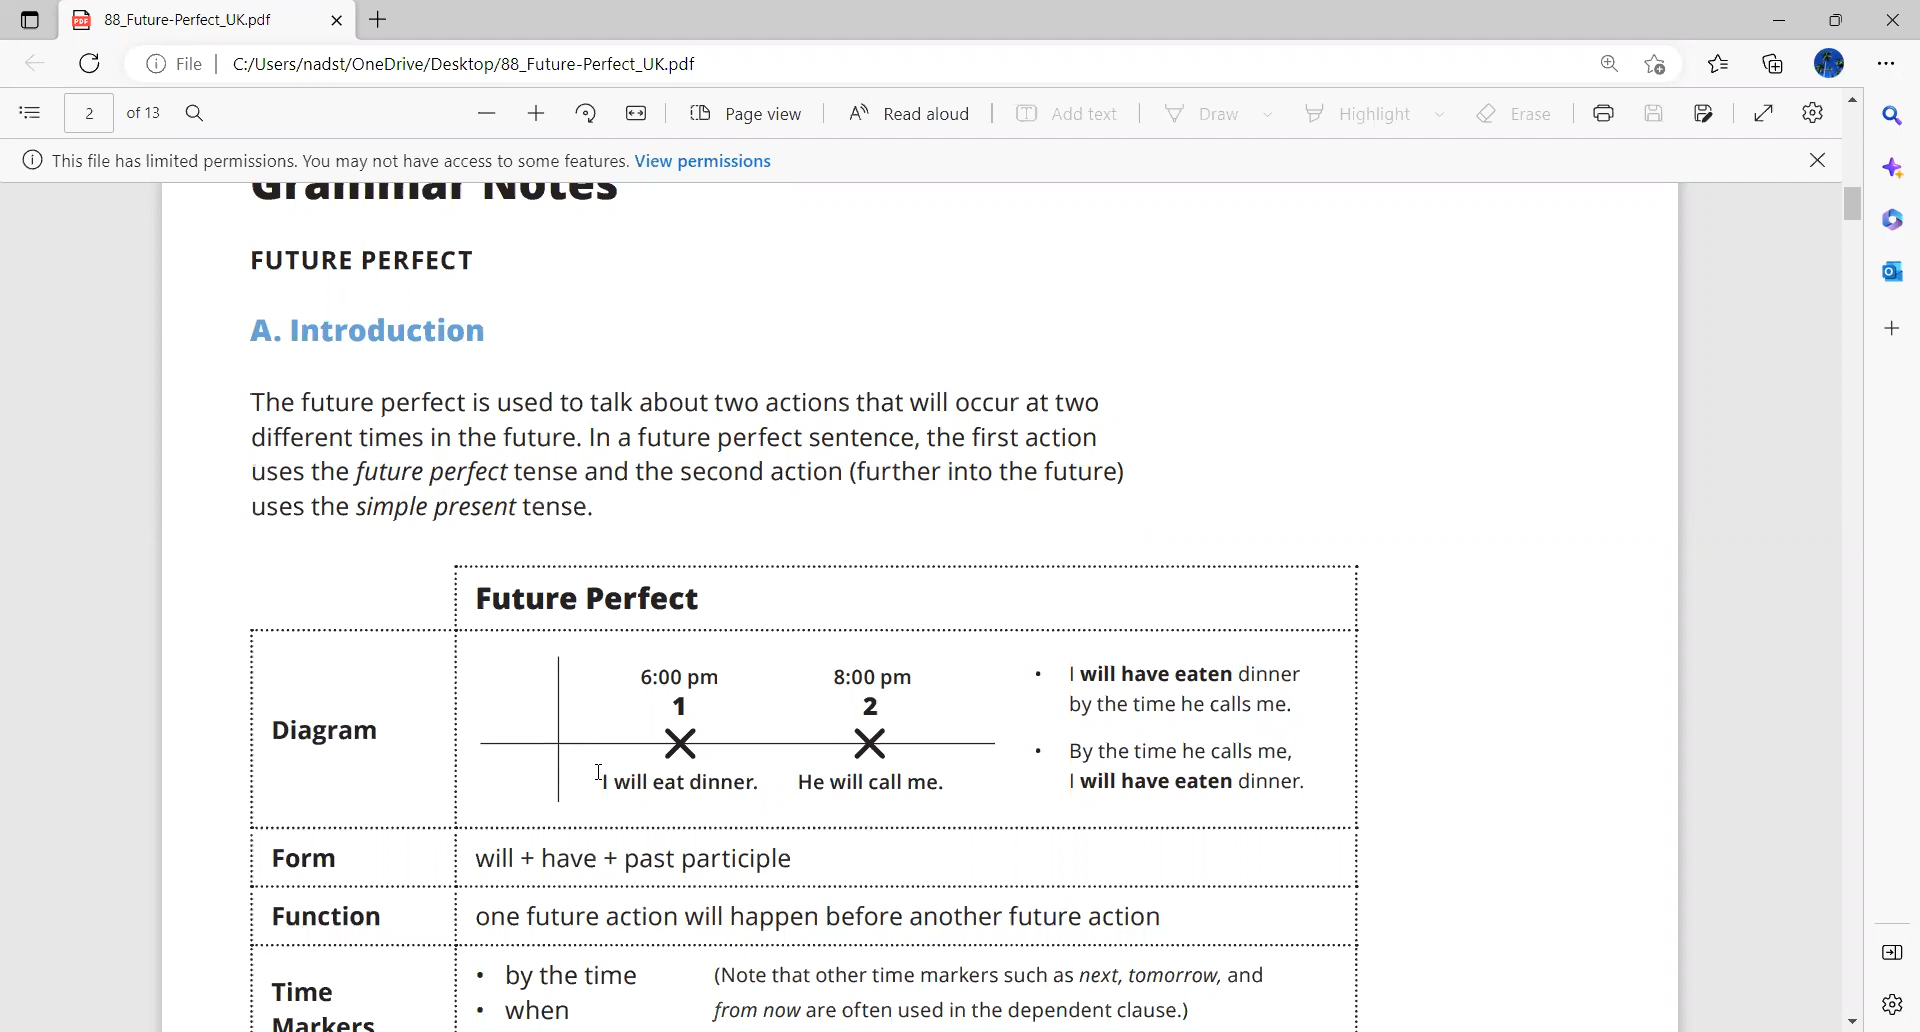 88_Future-Perfect_UK.pdf
File C:/Users/nadst/OneDrive/Desktop/88_Future-Perfect_UK.pdf
2 of 13 Page view Read aloud Add text Draw Highlight Erase
This file has limited permissions. You may not have access to some features. View permissions
Grammar Notes
FUTURE PERFECT
A. Introduction
The future perfect is used to talk about two actions that will occur at two
different times in the future. In a future perfect sentence, the first action
uses the future perfect tense and the second action (further into the future)
uses the simple present tense.
Future Perfect
Diagram
6:00 pm 8:00 pm
1 2
I will eat dinner. He will call me.
• I will have eaten dinner
by the time he calls me.
• By the time he calls me,
I will have eaten dinner.
Form will + have + past participle
Function one future action will happen before another future action
Time
Markers
• by the time
• when
(Note that other time markers such as next, tomorrow, and
from now are often used in the dependent clause.)